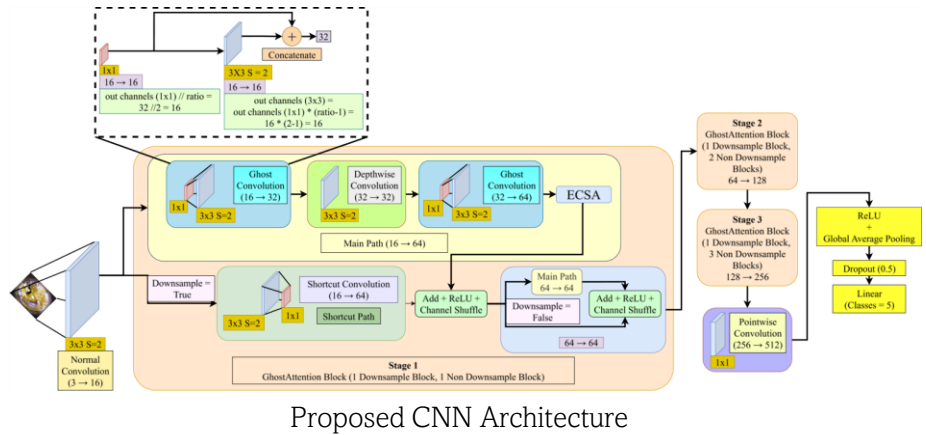 +
32
Concatenate
1x1
16 → 16
out channels (1x1) // ratio =
32 //2 = 16
3X3 S = 2
16 → 16
out channels (3x3) =
out channels (1x1) * (ratio-1) =
16 * (2-1) = 16
Ghost
Convolution
(16 → 32)
1x1
3x3 S=2
Depthwise
Convolution
(32 → 32)
3x3 S=2
Ghost
Convolution
(32 → 64)
1x1
3x3 S=2
ECSA
Main Path (16 → 64)
3x3 S=2
Normal
Convolution
(3 → 16)
Downsample =
True
3x3 S=2
1x1
Shortcut Convolution
(16 → 64)
Shortcut Path
Add + ReLU +
Channel Shuffle
Main Path
64 → 64
Downsample =
False
Add + ReLU +
Channel Shuffle
64 → 64
Stage 1
GhostAttention Block (1 Downsample Block, 1 Non Downsample Block)
Stage 2
GhostAttention Block
(1 Downsample Block,
2 Non Downsample
Blocks)
64 → 128
Stage 3
GhostAttention Block
(1 Downsample Block,
3 Non Downsample
Blocks)
128 → 256
Pointwise
Convolution
(256 → 512)
1x1
ReLU
+
Global Average Pooling
Dropout (0.5)
Linear
(Classes = 5)
Proposed CNN Architecture